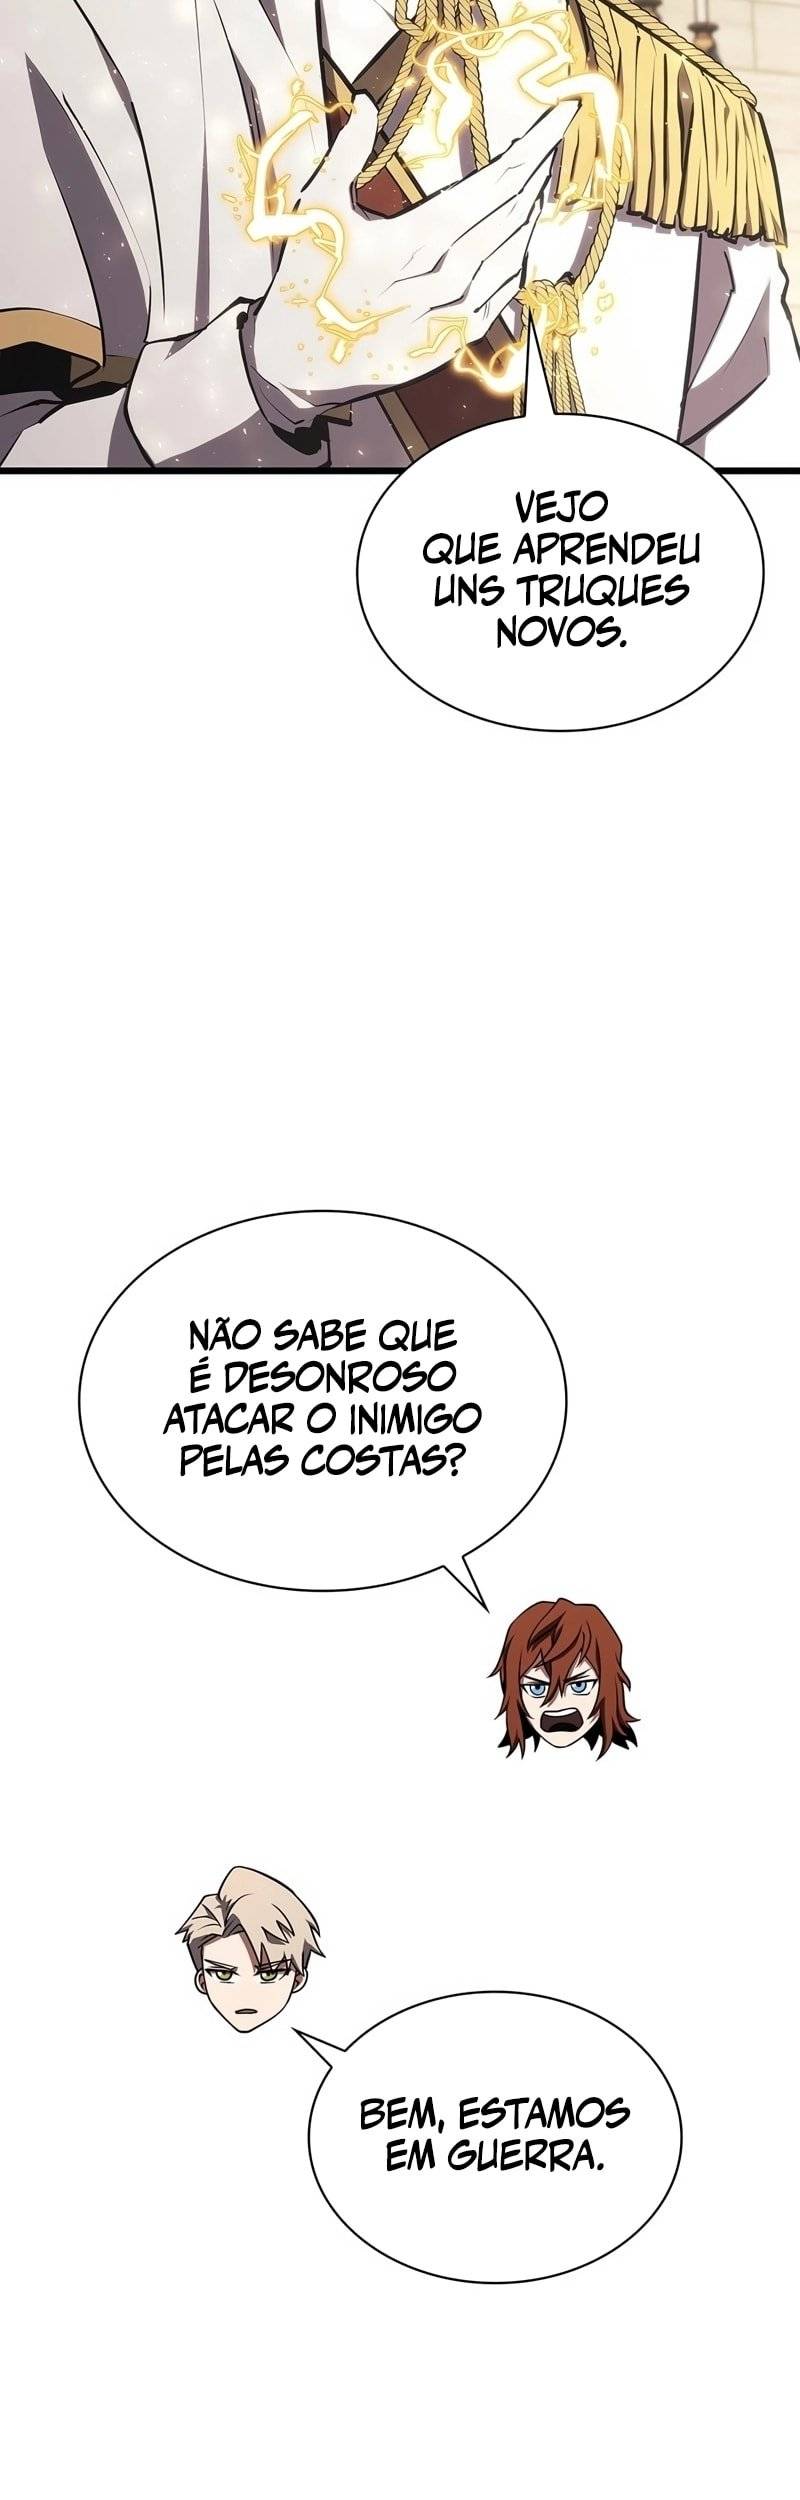 VEJO
QUE APRENDEU
UNS TRUQUES
NOVOS.
NÃO SABE QUE
É DESONROSO
ATACAR O INIMIGO
PELAS COSTAS?
BEM, ESTAMOS
EM GUERRA.